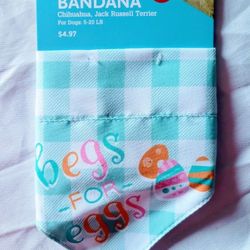 BANDANA
Chihuahua, Jack Russell Terrier
For Dogs: 5-20 LB
$4.97
begs
-FOR-
eggs